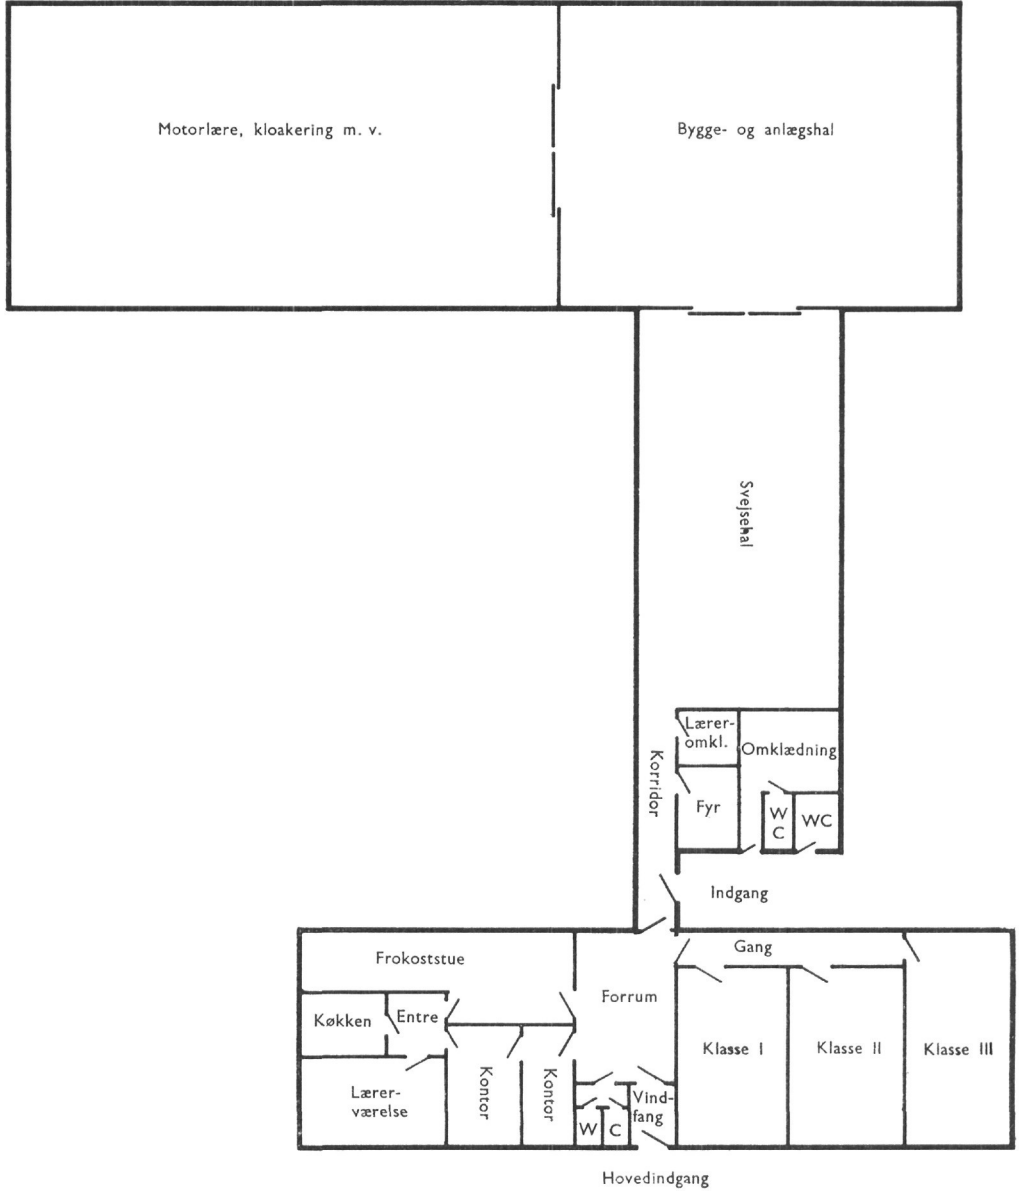 Motorlære, kloakering m. v.
Bygge- og anlægshal
Svejsehal
Lærer-
omkl.
Omklædning
Korridor
Fyr
W
C
WC
Indgang
Gang
Frokoststue
Forrum
Køkken
Entre
Klasse I
Klasse II
Klasse III
Lærer-
værelse
Kontor
Kontor
Vind-
fang
W
C
Hovedindgang